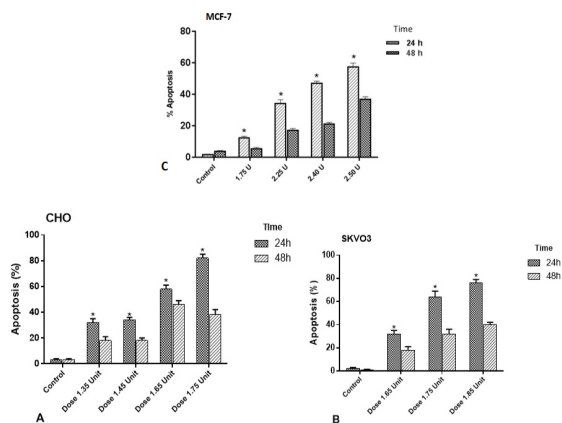 MCF-7
Time
24 h
48 h
% Apoptosis
80
60
40
20
0
Control
1.75 U
2.25 U
2.40 U
2.50 U
* * * *
C
CHO
Time
24h
48h
Apoptosis (%)
100
80
60
40
20
0
Control
Dose 1.35 Unit
Dose 1.45 Unit
Dose 1.65 Unit
Dose 1.75 Unit
* * * *
A
SKVO3
Time
24h
48h
Apoptosis (%)
100
80
60
40
20
0
Control
Dose 1.65 Unit
Dose 1.75 Unit
Dose 1.85 Unit
* * *
B